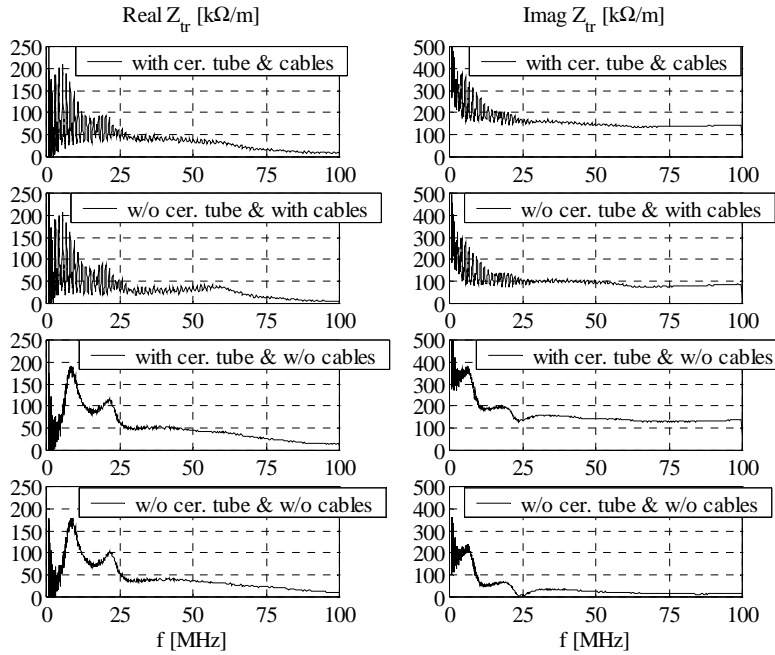 Real Z_tr [kΩ/m]
Imag Z_tr [kΩ/m]
250
200
150
100
50
0
with cer. tube & cables
0 25 50 75 100
500
400
300
200
100
0
with cer. tube & cables
0 25 50 75 100
250
200
150
100
50
0
w/o cer. tube & with cables
0 25 50 75 100
500
400
300
200
100
0
w/o cer. tube & with cables
0 25 50 75 100
250
200
150
100
50
0
with cer. tube & w/o cables
0 25 50 75 100
500
400
300
200
100
0
with cer. tube & w/o cables
0 25 50 75 100
250
200
150
100
50
0
w/o cer. tube & w/o cables
0 25 50 75 100
f [MHz]
500
400
300
200
100
0
w/o cer. tube & w/o cables
0 25 50 75 100
f [MHz]